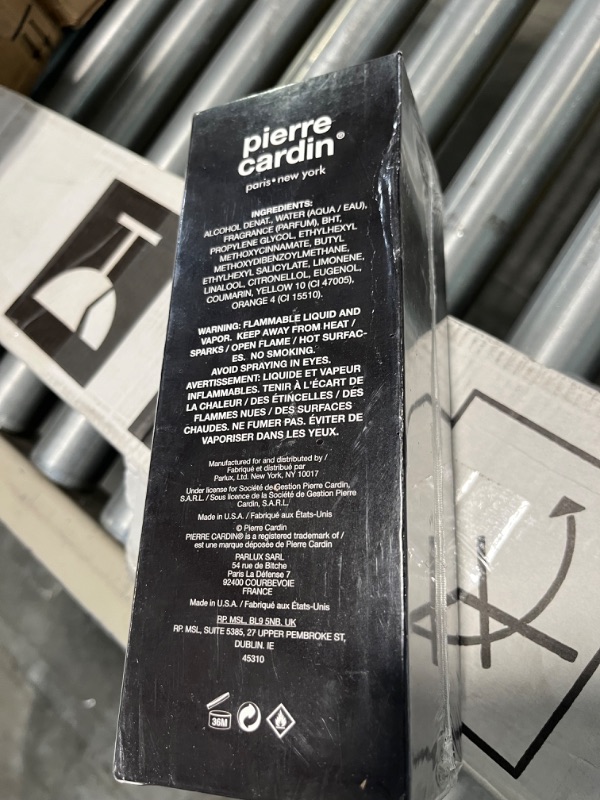 pierre
cardin®
paris • new york
INGREDIENTS:
ALCOHOL DENAT., WATER (AQUA / EAU),
FRAGRANCE (PARFUM), BHT,
PROPYLENE GLYCOL, ETHYLHEXYL
METHOXYCINNAMATE, BUTYL
METHOXYDIBENZOYLMETHANE,
ETHYLHEXYL SALICYLATE, LIMONENE,
LINALOOL, CITRONELLOL, EUGENOL,
COUMARIN, YELLOW 10 (CI 47005),
ORANGE 4 (CI 15510).
WARNING: FLAMMABLE LIQUID AND
VAPOR. KEEP AWAY FROM HEAT /
SPARKS / OPEN FLAME / HOT SURFAC-
ES. NO SMOKING.
AVOID SPRAYING IN EYES.
AVERTISSEMENT: LIQUIDE ET VAPEUR
INFLAMMABLES. TENIR À L'ÉCART DE
LA CHALEUR / DES ÉTINCELLES / DES
FLAMMES NUES / DES SURFACES
CHAUDES. NE FUMER PAS. ÉVITER DE
VAPORISER DANS LES YEUX.
Manufactured for and distributed by /
Fabriqué et distribué par
Parlux, Ltd. New York, NY 10017
Under license for Société de Gestion Pierre Cardin,
S.A.R.L. / Sous licence de la Société de Gestion Pierre
Cardin, S.A.R.L.
Made in U.S.A. / Fabriqué aux États-Unis
© Pierre Cardin
PIERRE CARDIN® is a registered trademark of /
est une marque déposée de Pierre Cardin
PARLUX SARL
54 rue de Bitche
Paris La Défense 7
92400 COURBEVOIE
FRANCE
Made in U.S.A. / Fabriqué aux États-Unis
RP. MSL, BL9 5NB, UK
RP. MSL, SUITE 5385, 27 UPPER PEMBROKE ST,
DUBLIN. IE
45310
36M